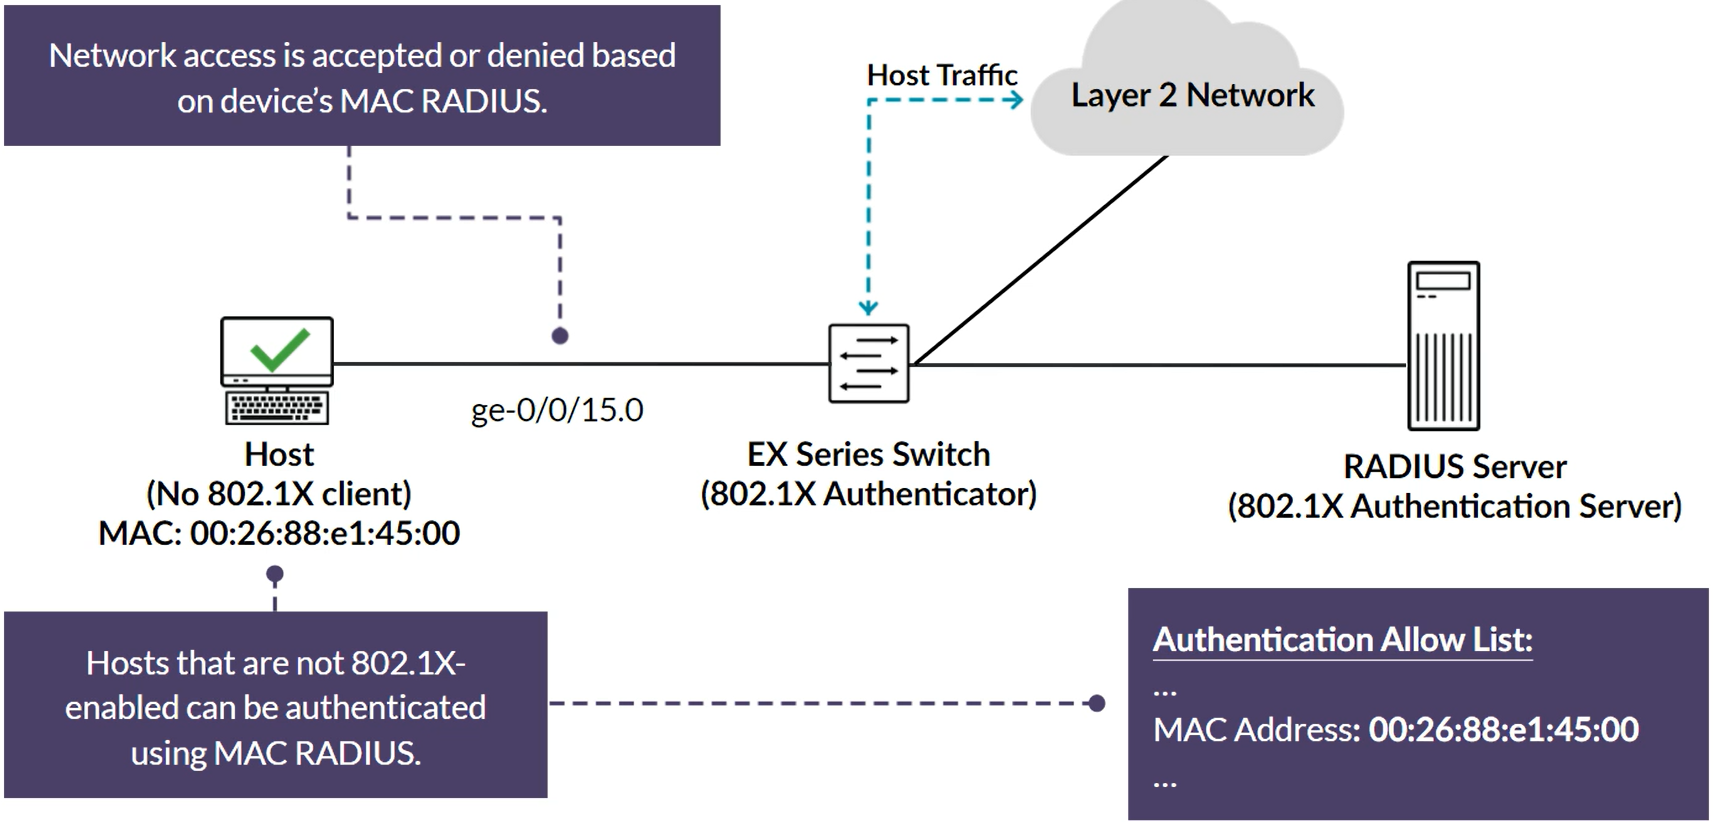 Network access is accepted or denied based
on device's MAC RADIUS.
Host Traffic
Layer 2 Network
ge-0/0/15.0
Host
(No 802.1X client)
MAC: 00:26:88:e1:45:00
EX Series Switch
(802.1X Authenticator)
RADIUS Server
(802.1X Authentication Server)
Hosts that are not 802.1X-
enabled can be authenticated
using MAC RADIUS.
Authentication Allow List:
...
MAC Address: 00:26:88:e1:45:00
...